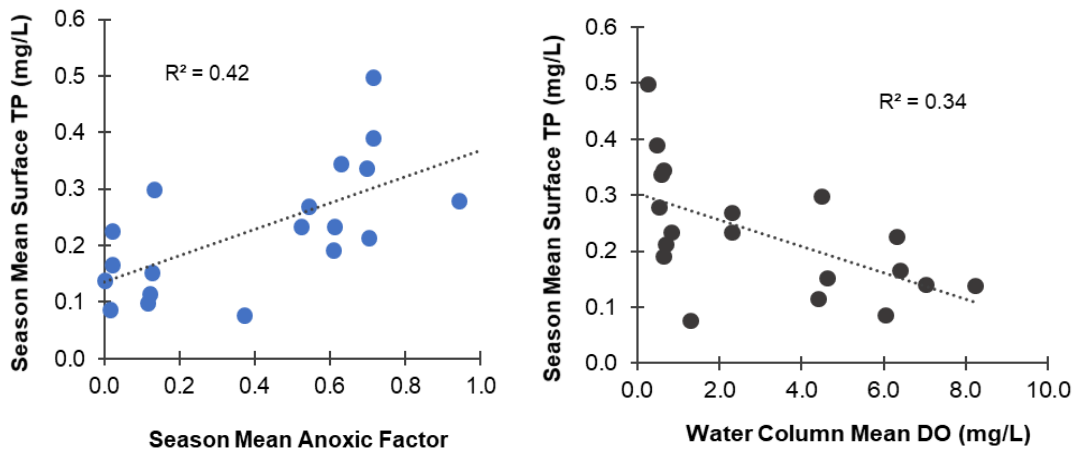 Season Mean Surface TP (mg/L)
0.6
0.5
0.4
0.3
0.2
0.1
0.0
R² = 0.42
0.0 0.2 0.4 0.6 0.8 1.0
Season Mean Anoxic Factor
Season Mean Surface TP (mg/L)
0.6
0.5
0.4
0.3
0.2
0.1
0.0
R² = 0.34
0.0 2.0 4.0 6.0 8.0 10.0
Water Column Mean DO (mg/L)